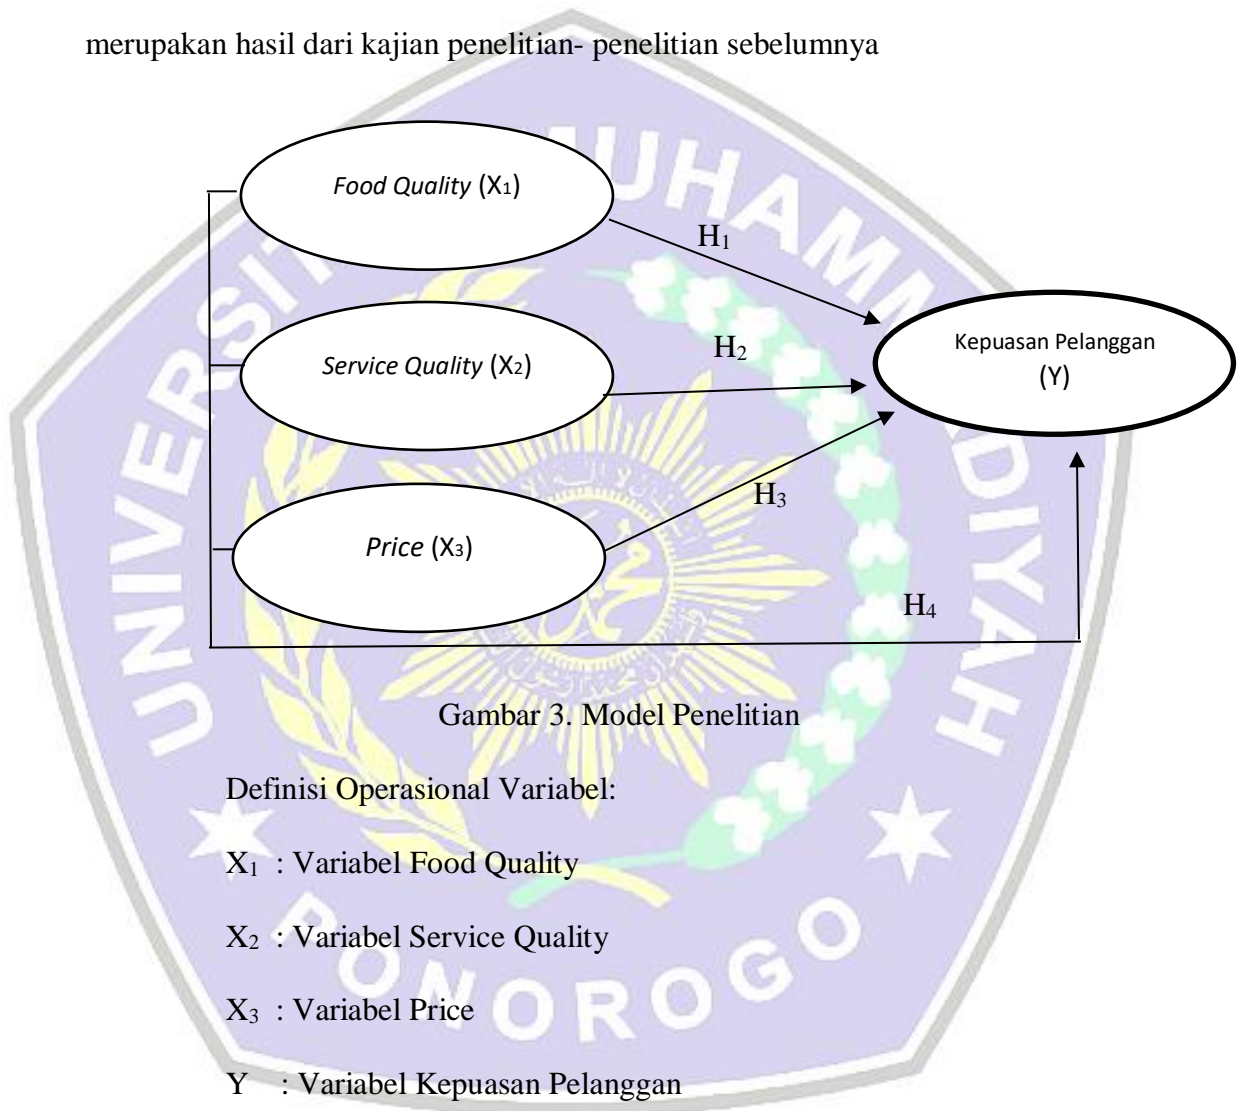 merupakan hasil dari kajian penelitian- penelitian sebelumnya
Food Quality (X1)
H1
Service Quality (X2)
H2
Kepuasan Pelanggan
(Y)
Price (X3)
H3
H4
Gambar 3. Model Penelitian
Definisi Operasional Variabel:
X1 : Variabel Food Quality
X2 : Variabel Service Quality
X3 : Variabel Price
Y : Variabel Kepuasan Pelanggan
MUHAMMADIYAH
PONOROGO